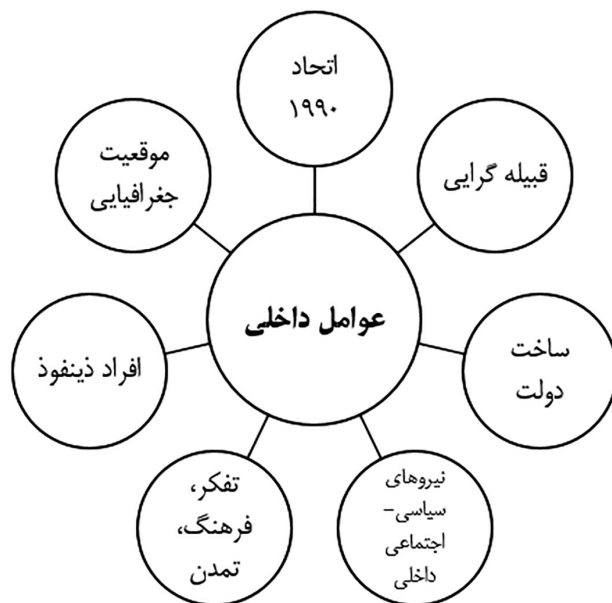 اتحاد
۱۹۹۰
قبیله گرایی
ساخت
دولت
نیروهای
سیاسی-
اجتماعی
داخلی
تفکر،
فرهنگ،
تمدن
افراد ذینفوذ
موقعیت
جغرافیایی
عوامل داخلی